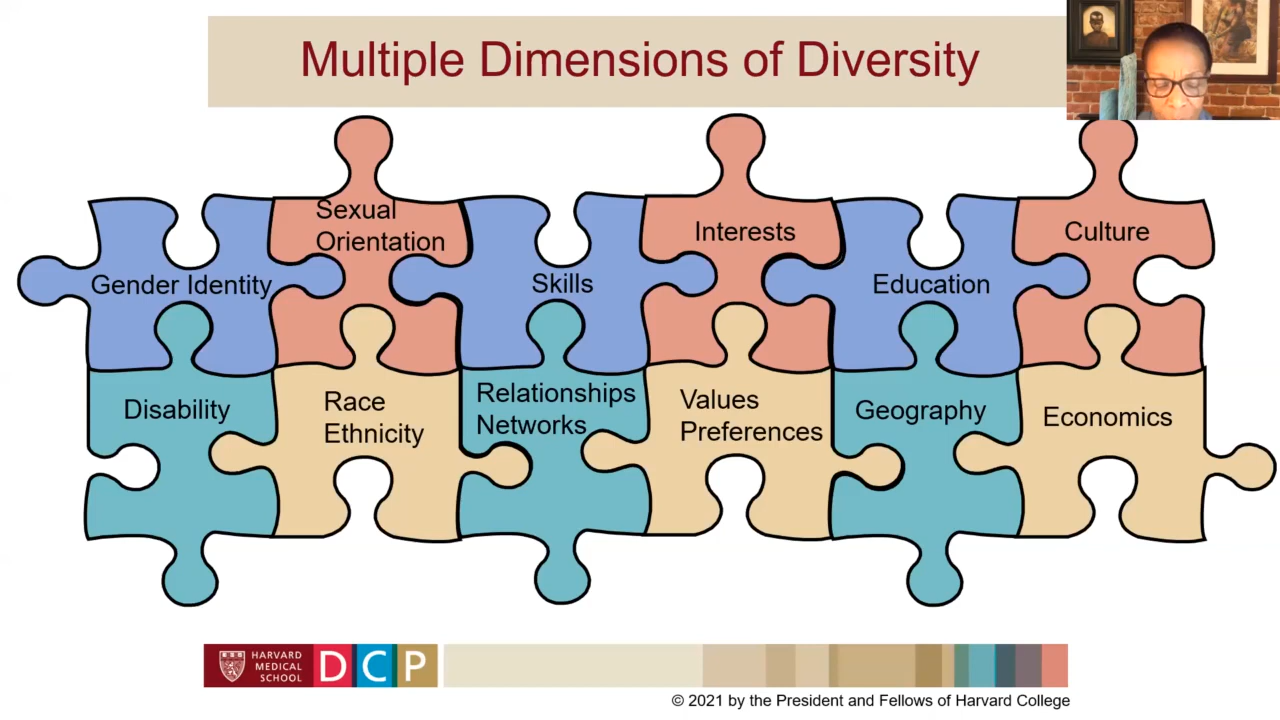 Multiple Dimensions of Diversity
Sexual
Orientation
Interests
Culture
Gender Identity
Skills
Education
Disability
Race
Ethnicity
Relationships
Networks
Values
Preferences
Geography
Economics
HARVARD
MEDICAL
SCHOOL
DCP
© 2021 by the President and Fellows of Harvard College